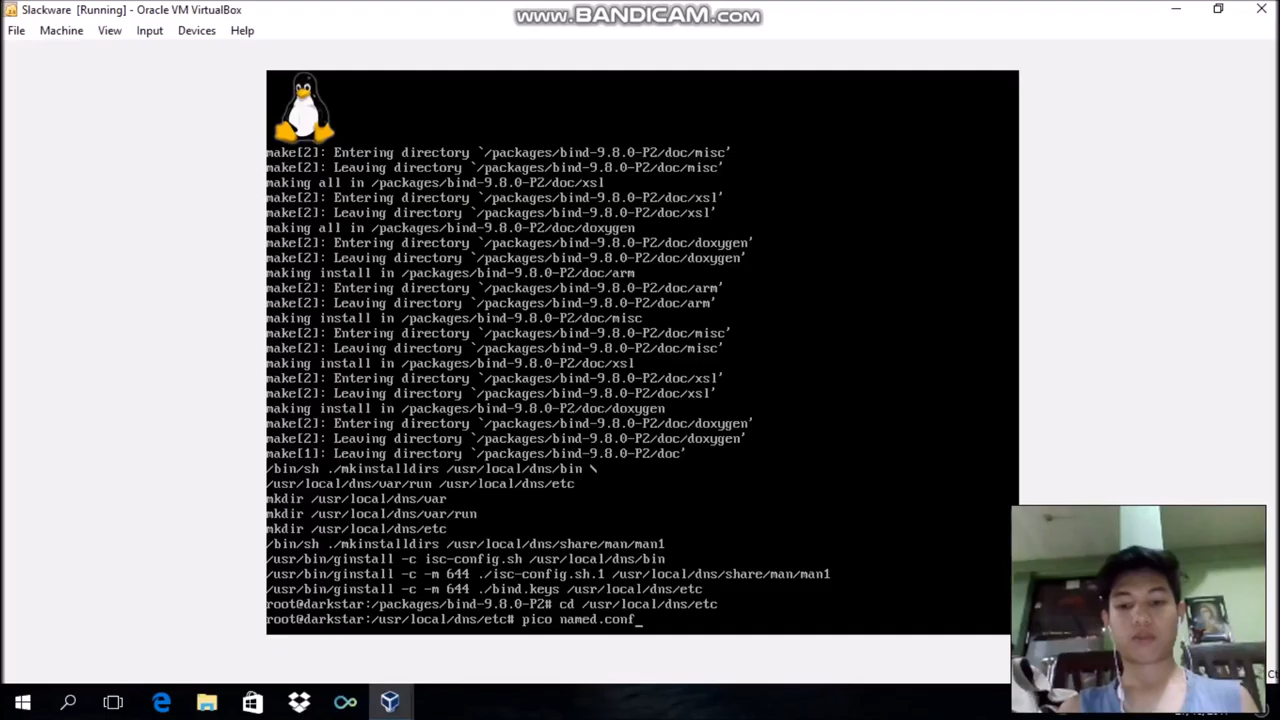 Slackware [Running] - Oracle VM VirtualBox
www.BANDICAM.com
File Machine View Input Devices Help
make[2]: Entering directory `/packages/bind-9.8.0-P2/doc/misc'
make[2]: Leaving directory `/packages/bind-9.8.0-P2/doc/misc'
making all in /packages/bind-9.8.0-P2/doc/xsl
make[2]: Entering directory `/packages/bind-9.8.0-P2/doc/xsl'
make[2]: Leaving directory `/packages/bind-9.8.0-P2/doc/xsl'
making all in /packages/bind-9.8.0-P2/doc/doxygen
make[2]: Entering directory `/packages/bind-9.8.0-P2/doc/doxygen'
make[2]: Leaving directory `/packages/bind-9.8.0-P2/doc/doxygen'
making install in /packages/bind-9.8.0-P2/doc/arm
make[2]: Entering directory `/packages/bind-9.8.0-P2/doc/arm'
make[2]: Leaving directory `/packages/bind-9.8.0-P2/doc/arm'
making install in /packages/bind-9.8.0-P2/doc/misc
make[2]: Entering directory `/packages/bind-9.8.0-P2/doc/misc'
make[2]: Leaving directory `/packages/bind-9.8.0-P2/doc/misc'
making install in /packages/bind-9.8.0-P2/doc/xsl
make[2]: Entering directory `/packages/bind-9.8.0-P2/doc/xsl'
make[2]: Leaving directory `/packages/bind-9.8.0-P2/doc/xsl'
making install in /packages/bind-9.8.0-P2/doc/doxygen
make[2]: Entering directory `/packages/bind-9.8.0-P2/doc/doxygen'
make[2]: Leaving directory `/packages/bind-9.8.0-P2/doc/doxygen'
make[1]: Leaving directory `/packages/bind-9.8.0-P2/doc'
/bin/sh ./mkinstalldirs /usr/local/dns/bin \
/usr/local/dns/var/run /usr/local/dns/etc
mkdir /usr/local/dns/var
mkdir /usr/local/dns/var/run
mkdir /usr/local/dns/etc
/bin/sh ./mkinstalldirs /usr/local/dns/share/man/man1
/usr/bin/ginstall -c isc-config.sh /usr/local/dns/bin
/usr/bin/ginstall -c -m 644 ./isc-config.sh.1 /usr/local/dns/share/man/man1
/usr/bin/ginstall -c -m 644 ./bind.keys /usr/local/dns/etc
root@darkstar:/packages/bind-9.8.0-P2# cd /usr/local/dns/etc
root@darkstar:/usr/local/dns/etc# pico named.conf_